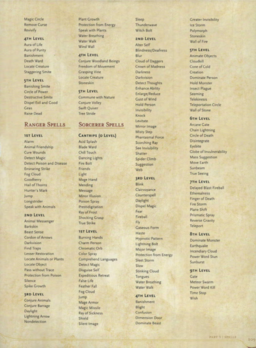 Magic Circle
Remove Curse
Revivify
4TH LEVEL
Aura of Life
Aura of Purity
Banishment
Death Ward
Locate Creature
Staggering Smite
5TH LEVEL
Banishing Smite
Circle of Power
Destructive Smite
Dispel Evil and Good
Geas
Raise Dead
RANGER SPELLS
1ST LEVEL
Alarm
Animal Friendship
Cure Wounds
Detect Magic
Detect Poison and Disease
Ensnaring Strike
Fog Cloud
Goodberry
Hail of Thorns
Hunter's Mark
Jump
Longstrider
Speak with Animals
2ND LEVEL
Animal Messenger
Barkskin
Beast Sense
Cordon of Arrows
Darkvision
Find Traps
Lesser Restoration
Locate Animals or Plants
Locate Object
Pass without Trace
Protection from Poison
Silence
Spike Growth
3RD LEVEL
Conjure Animals
Conjure Barrage
Daylight
Lightning Arrow
Nondetection
Plant Growth
Protection from Energy
Speak with Plants
Water Breathing
Water Walk
Wind Wall
4TH LEVEL
Conjure Woodland Beings
Freedom of Movement
Grasping Vine
Locate Creature
Stoneskin
5TH LEVEL
Commune with Nature
Conjure Volley
Swift Quiver
Tree Stride
SORCERER SPELLS
CANTRIPS (0 LEVEL)
Acid Splash
Blade Ward
Chill Touch
Dancing Lights
Fire Bolt
Friends
Light
Mage Hand
Mending
Message
Minor Illusion
Poison Spray
Prestidigitation
Ray of Frost
Shocking Grasp
True Strike
1ST LEVEL
Burning Hands
Charm Person
Chromatic Orb
Color Spray
Comprehend Languages
Detect Magic
Disguise Self
Expeditious Retreat
False Life
Feather Fall
Fog Cloud
Jump
Mage Armor
Magic Missile
Ray of Sickness
Shield
Silent Image
Sleep
Thunderwave
Witch Bolt
2ND LEVEL
Alter Self
Blindness/Deafness
Blur
Cloud of Daggers
Crown of Madness
Darkness
Darkvision
Detect Thoughts
Enhance Ability
Enlarge/Reduce
Gust of Wind
Hold Person
Invisibility
Knock
Levitate
Mirror Image
Misty Step
Phantasmal Force
Scorching Ray
See Invisibility
Shatter
Spider Climb
Suggestion
Web
3RD LEVEL
Blink
Clairvoyance
Counterspell
Daylight
Dispel Magic
Fear
Fireball
Fly
Gaseous Form
Haste
Hypnotic Pattern
Lightning Bolt
Major Image
Protection from Energy
Sleet Storm
Slow
Stinking Cloud
Tongues
Water Breathing
Water Walk
4TH LEVEL
Banishment
Blight
Confusion
Dimension Door
Dominate Beast
Greater Invisibility
Ice Storm
Polymorph
Stoneskin
Wall of Fire
5TH LEVEL
Animate Objects
Cloudkill
Cone of Cold
Creation
Dominate Person
Hold Monster
Insect Plague
Seeming
Telekinesis
Teleportation Circle
Wall of Stone
6TH LEVEL
Arcane Gate
Chain Lightning
Circle of Death
Disintegrate
Eyebite
Globe of Invulnerability
Mass Suggestion
Move Earth
Sunbeam
True Seeing
7TH LEVEL
Delayed Blast Fireball
Etherealness
Finger of Death
Fire Storm
Plane Shift
Prismatic Spray
Reverse Gravity
Teleport
8TH LEVEL
Dominate Monster
Earthquake
Incendiary Cloud
Power Word Stun
Sunburst
9TH LEVEL
Gate
Meteor Swarm
Power Word Kill
Time Stop
Wish